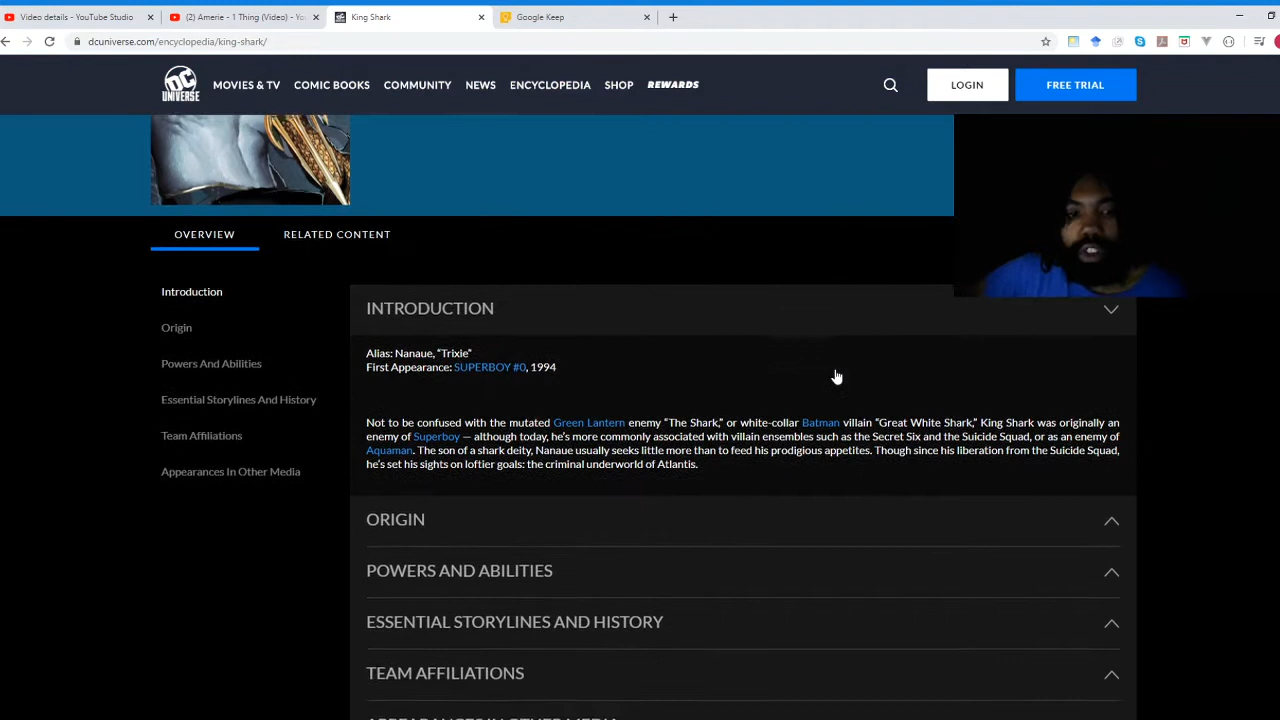 Video details - YouTube Studio
(2) Amerie - 1 Thing (Video) - Yo
King Shark
Google Keep
dcuniverse.com/encyclopedia/king-shark/
DC
UNIVERSE
MOVIES & TV
COMIC BOOKS
COMMUNITY
NEWS
ENCYCLOPEDIA
SHOP
REWARDS
LOGIN
FREE TRIAL
OVERVIEW
RELATED CONTENT
Introduction
Origin
Powers And Abilities
Essential Storylines And History
Team Affiliations
Appearances In Other Media
INTRODUCTION
Alias: Nanaue, “Trixie”
First Appearance: SUPERBOY #0, 1994
Not to be confused with the mutated Green Lantern enemy “The Shark,” or white-collar Batman villain “Great White Shark,” King Shark was originally an
enemy of Superboy — although today, he’s more commonly associated with villain ensembles such as the Secret Six and the Suicide Squad, or as an enemy of
Aquaman. The son of a shark deity, Nanaue usually seeks little more than to feed his prodigious appetites. Though since his liberation from the Suicide Squad,
he’s set his sights on loftier goals: the criminal underworld of Atlantis.
ORIGIN
POWERS AND ABILITIES
ESSENTIAL STORYLINES AND HISTORY
TEAM AFFILIATIONS
APPEARANCES IN OTHER MEDIA